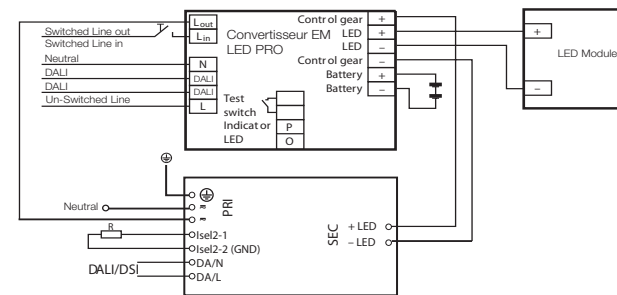 Switched Line out
Switched Line in
Neutral
DALI
DALI
Un-Switched Line
Lout
Lin
N
DALI
DALI
L
Convertisseur EM
LED PRO
Test
switch
Indicator
LED
P
O
Control gear +
LED +
LED –
Control gear –
Battery +
Battery –
+
–
LED Module
Neutral
R
DALI/DSI
PRI
≈
≈
Isel2-1
Isel2-2 (GND)
DA/N
DA/L
SEC
+ LED
– LED